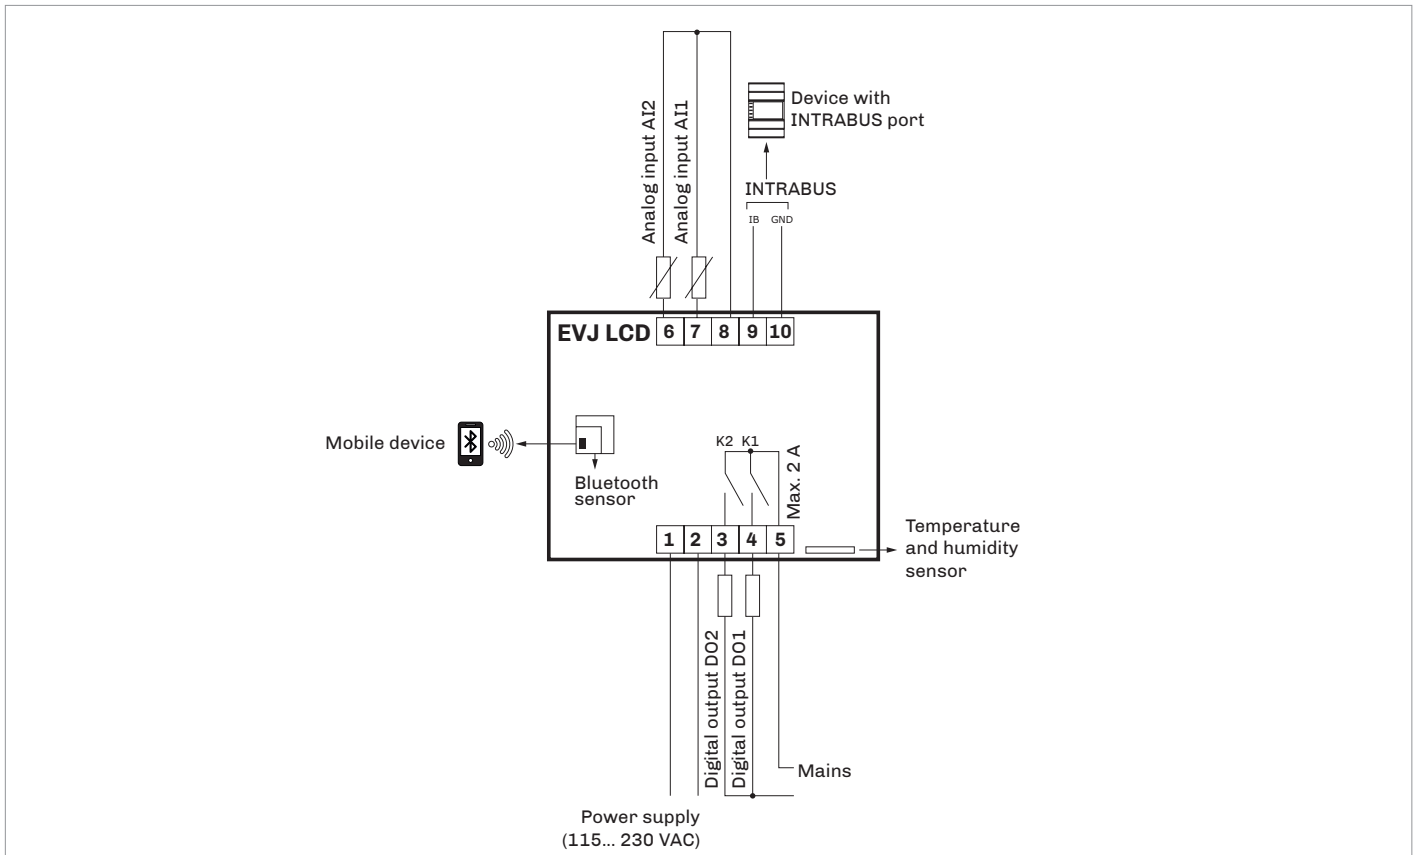 Analog input AI2
Analog input AI1
Device with
INTRABUS port
INTRABUS
IB GND
EVJ LCD 6 7 8 9 10
Mobile device
Bluetooth
sensor
K2 K1
Max. 2 A
1 2 3 4 5
Temperature
and humidity
sensor
Digital output DO2
Digital output DO1
Mains
Power supply
(115... 230 VAC)